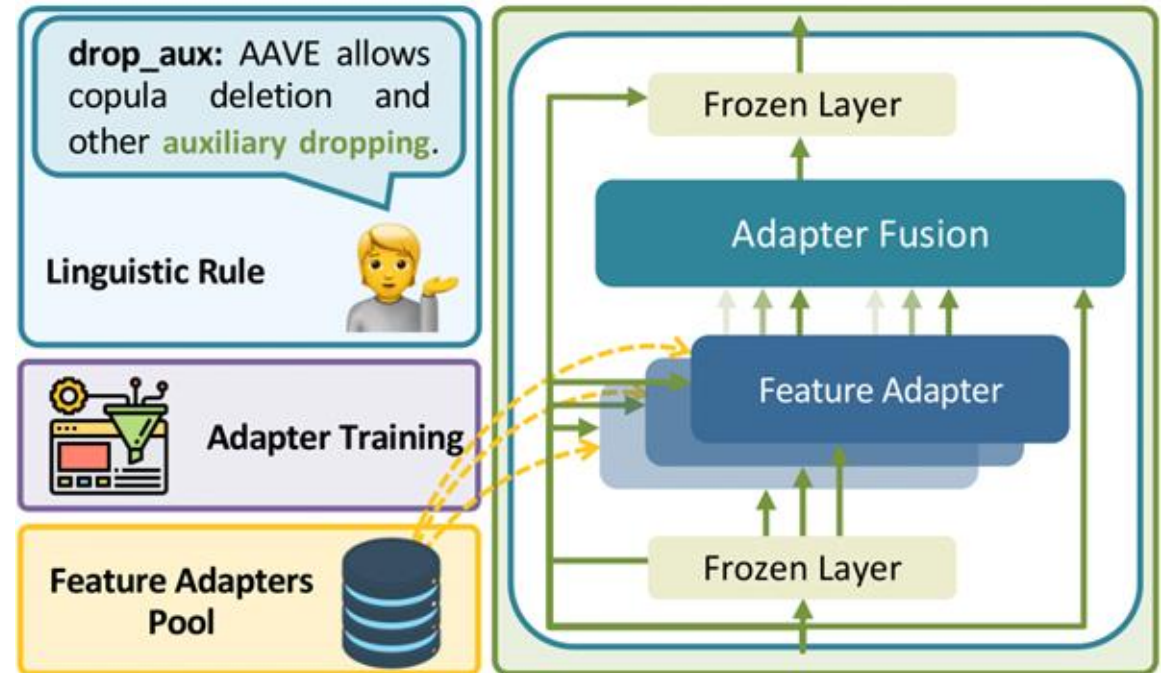 drop_aux: AAVE allows
copula deletion and
other auxiliary dropping.
Linguistic Rule
Adapter Training
Feature Adapters
Pool
Frozen Layer
Adapter Fusion
Feature Adapter
Frozen Layer